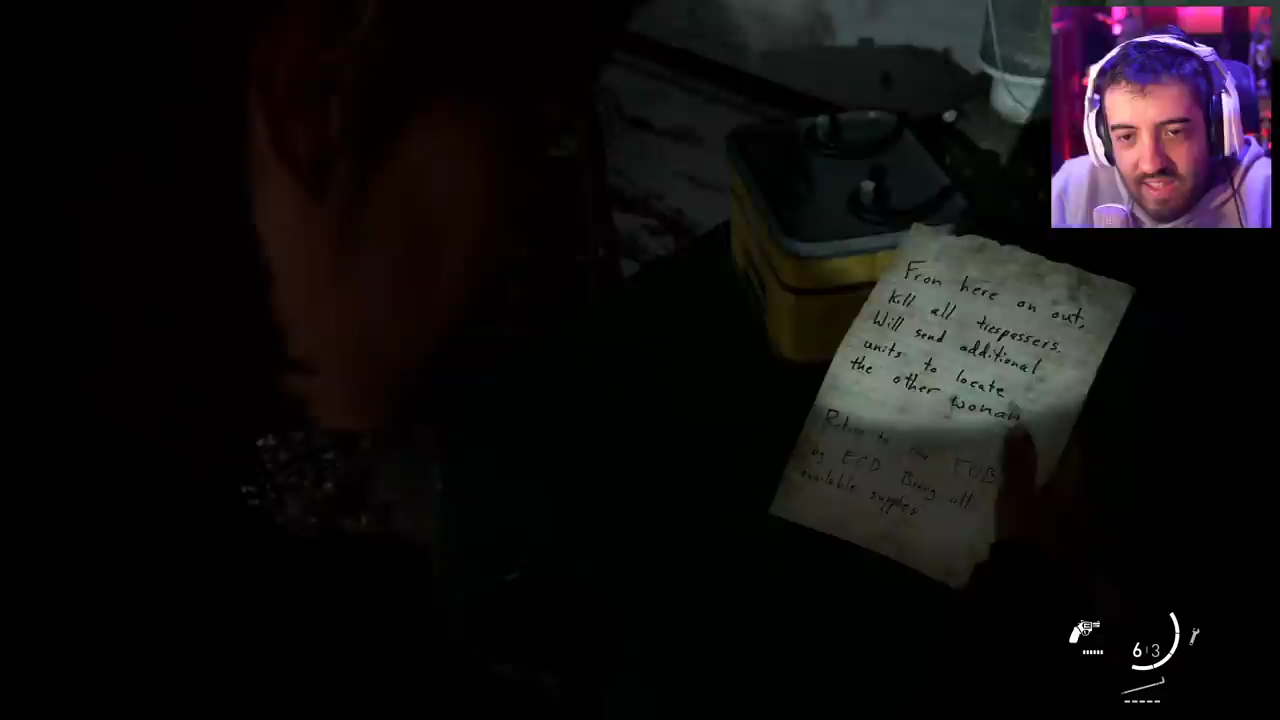 From here on out,
Kill all trespassers.
Will send additional
units to locate
the other woman
Return to the FOB
by EOD Bring all
available supplies
6 3